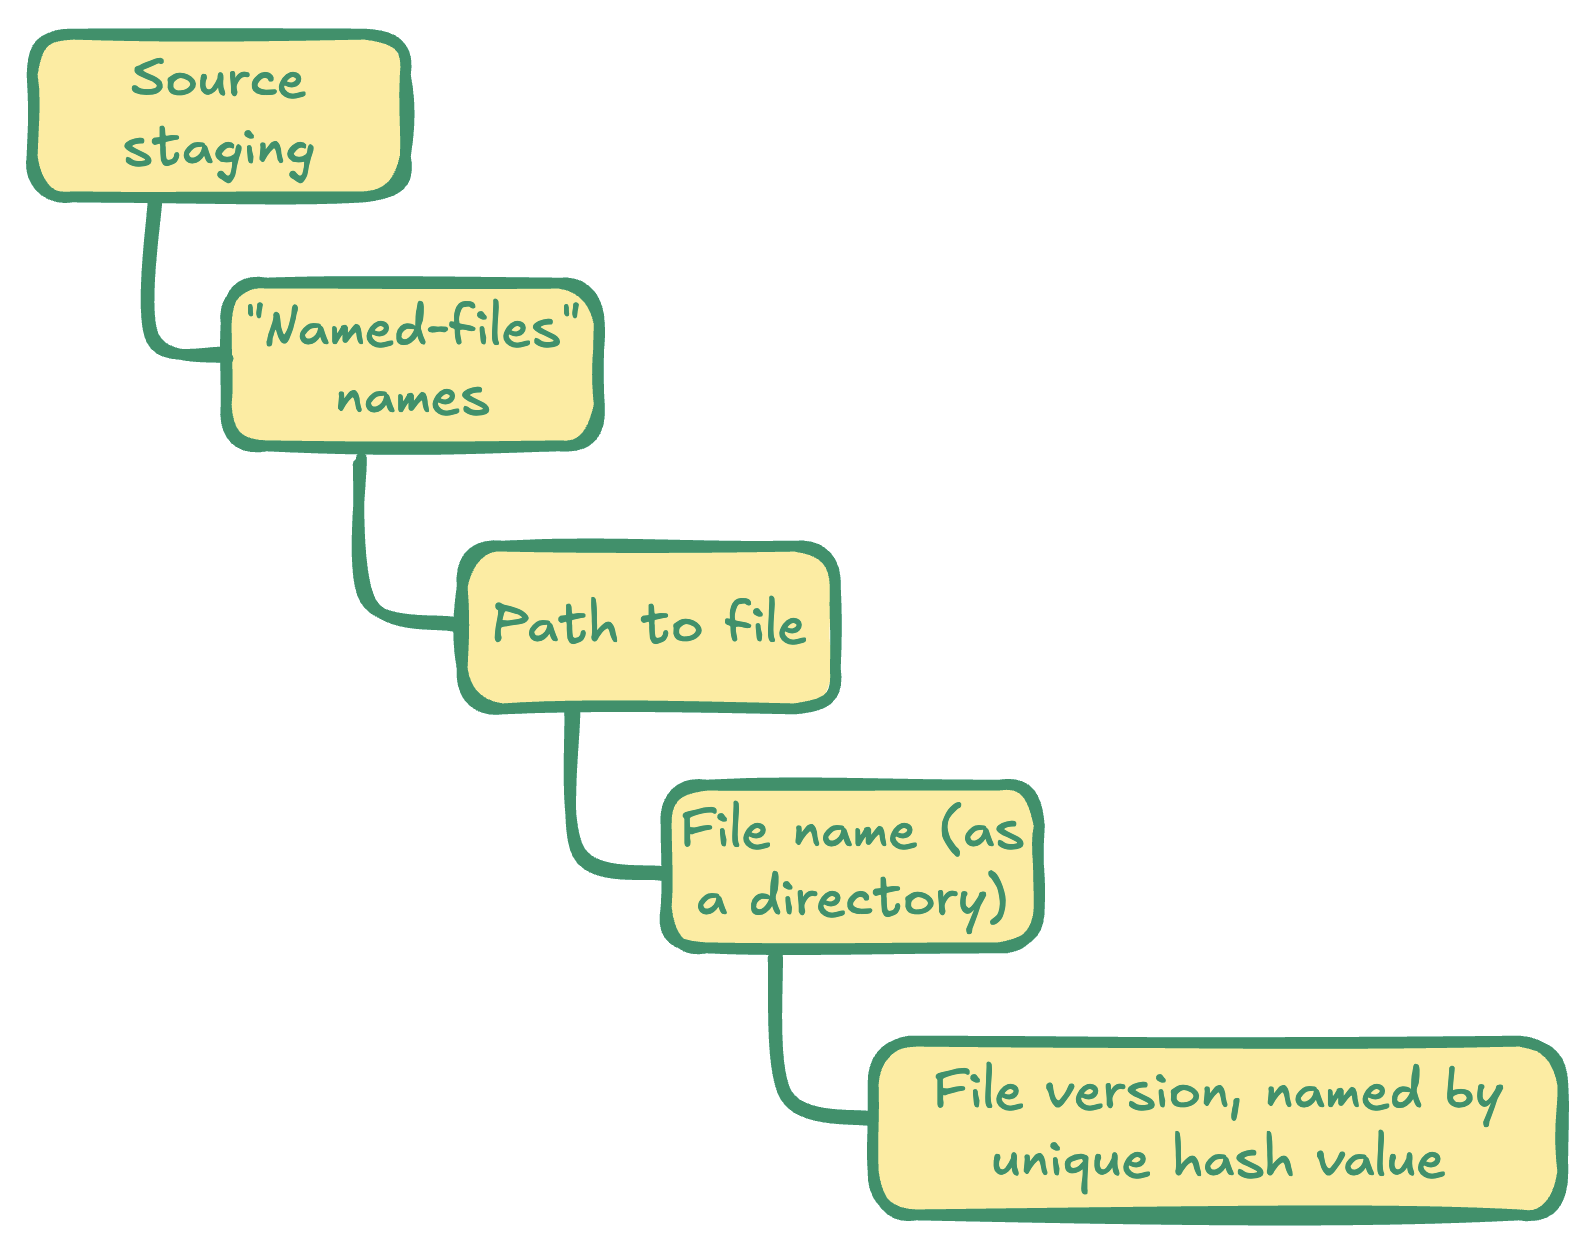 Source
staging
"Named-files"
names
Path to file
File name (as
a directory)
File version, named by
unique hash value